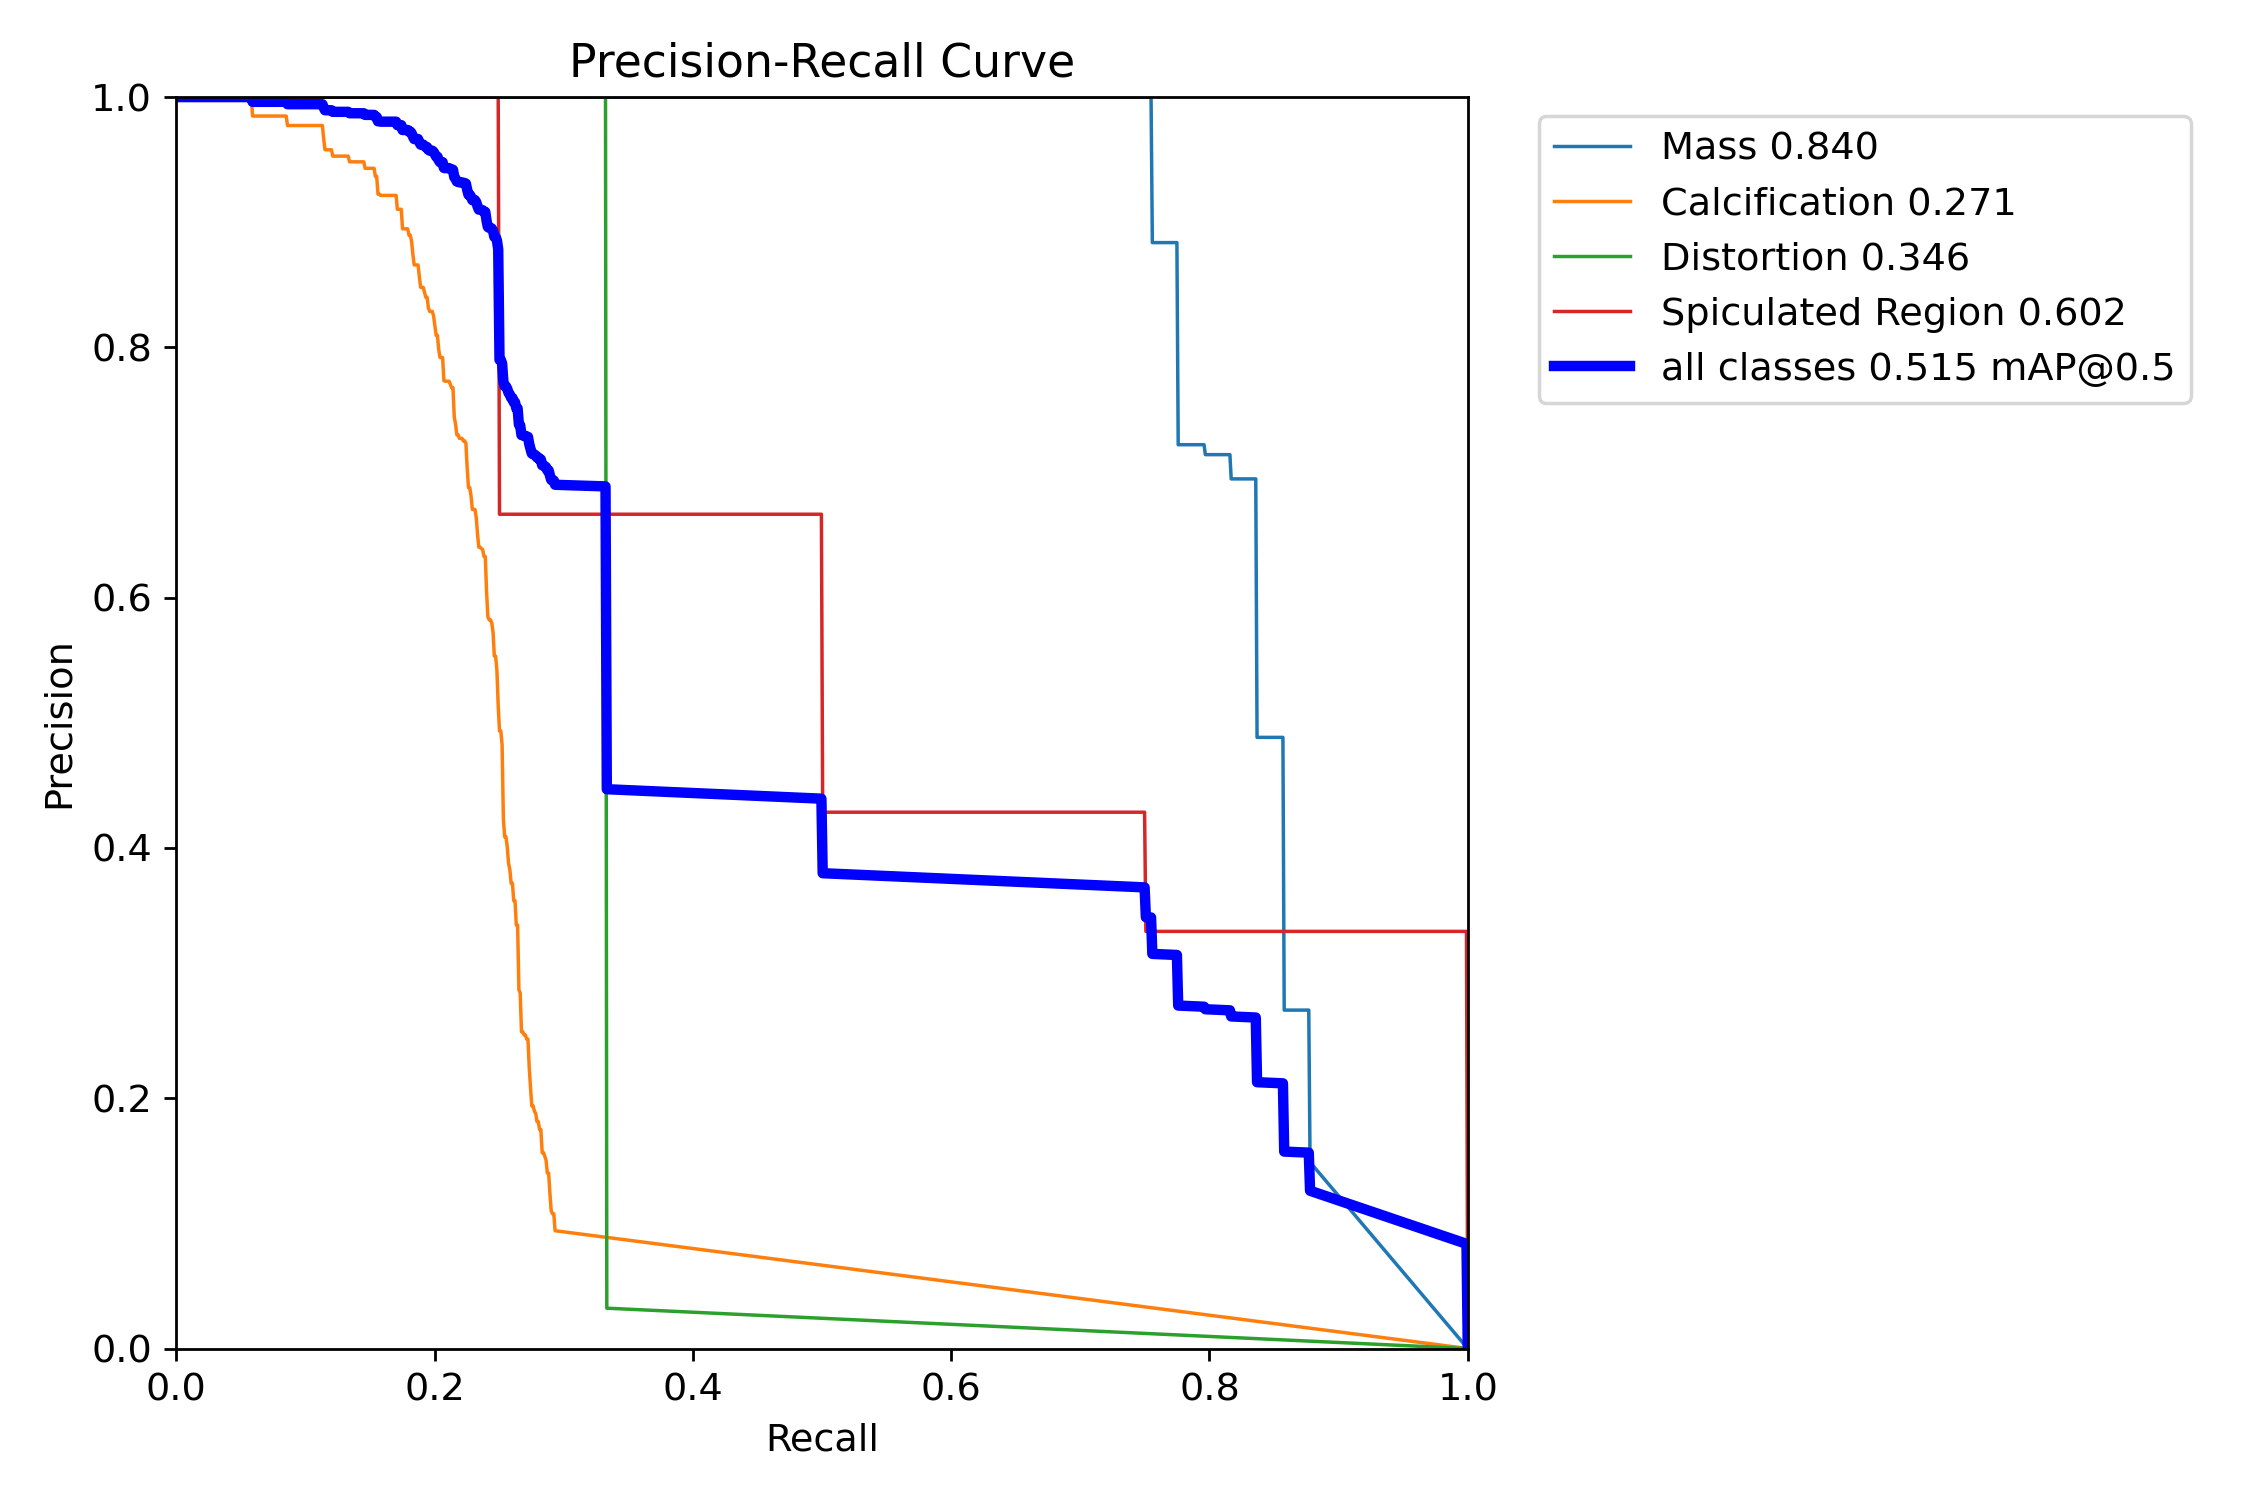 Precision-Recall Curve
1.0
0.8
0.6
0.4
0.2
0.0
Precision
0.0 0.2 0.4 0.6 0.8 1.0
Recall
Mass 0.840
Calcification 0.271
Distortion 0.346
Spiculated Region 0.602
all classes 0.515 mAP@0.5